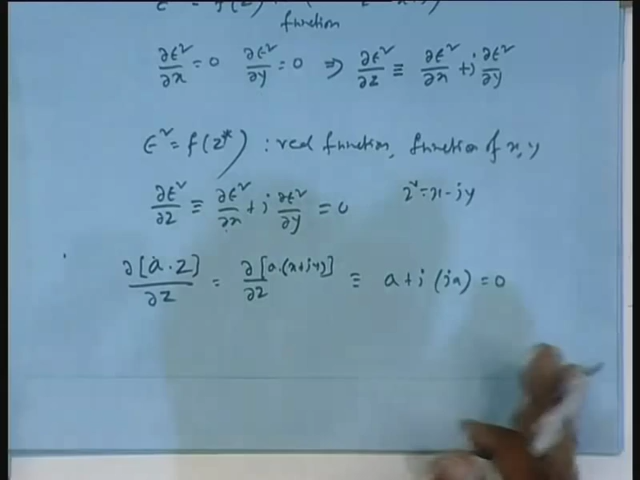 function
∂ϵ²/∂x = 0 ∂ϵ²/∂y = 0 ⇒ ∂ϵ²/∂z ≡ ∂ϵ²/∂x + j ∂ϵ²/∂y
ϵ² = f(z*) : real function, function of x, y
∂ϵ²/∂z ≡ ∂ϵ²/∂x + j ∂ϵ²/∂y = 0 z* = x - jy
∂[a·z]/∂z = ∂[a·(x+jy)]/∂z ≡ a + j (ja) = 0